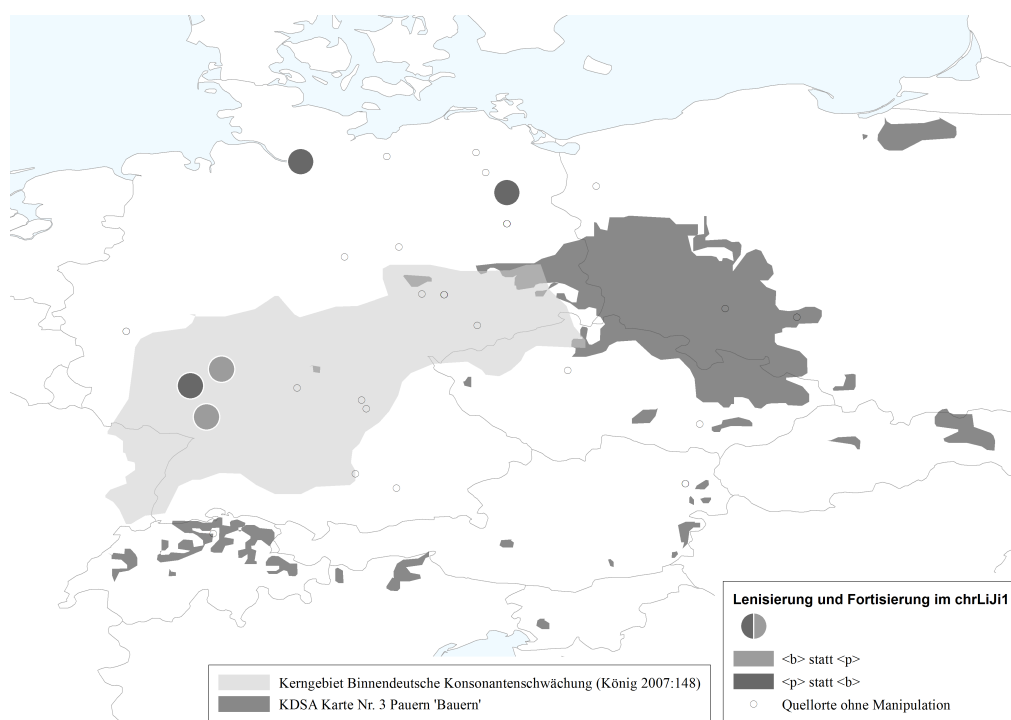 Lenisierung und Fortisierung im chrLiJi1
<b> statt <p>
<p> statt <b>
Quellorte ohne Manipulation
Kerngebiet Binnendeutsche Konsonantenschwächung (König 2007:148)
KDSA Karte Nr. 3 Pauern 'Bauern'